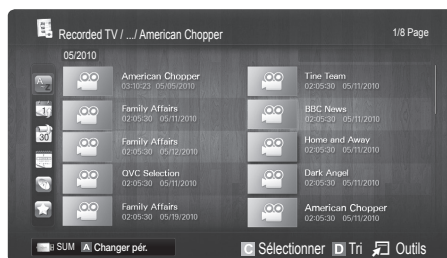 Recorded TV / .../ American Chopper
1/8 Page
05/2010
American Chopper
03:10:23 05/05/2010
Tine Team
02:05:30 05/11/2010
Family Affairs
02:05:30 05/11/2010
BBC News
02:05:30 05/11/2010
Family Affairs
02:05:30 05/12/2010
Home and Away
02:05:30 05/11/2010
QVC Selection
02:05:30 05/11/2010
Dark Angel
02:05:30 05/11/2010
Family Affairs
02:05:30 05/19/2010
American Chopper
02:05:30 05/11/2010
A Z
1
30
SUM A Changer pér.
C Sélectionner D Tri Outils